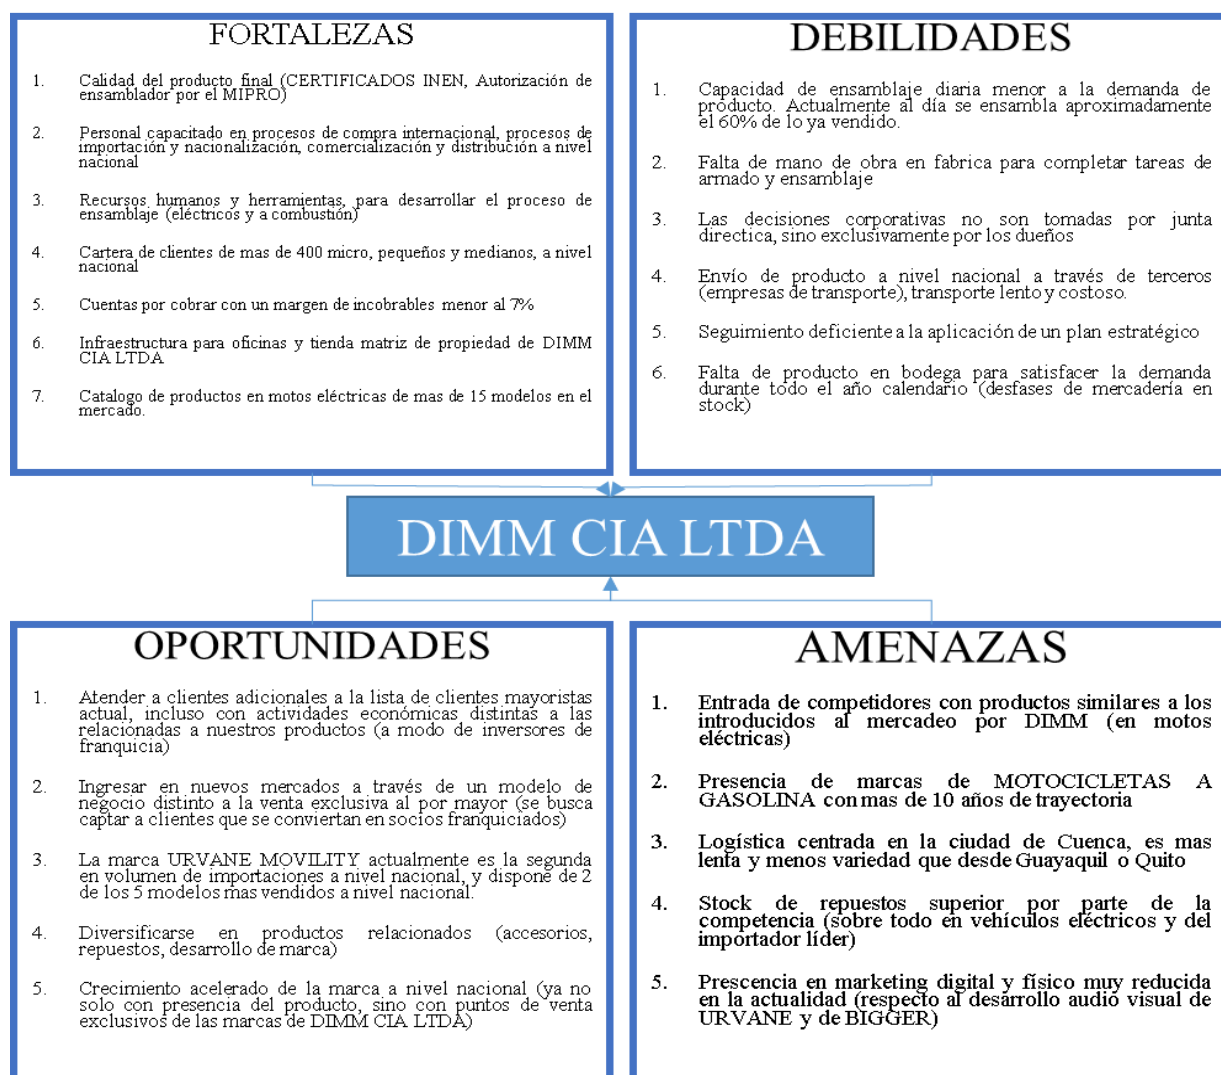 FORTALEZAS
1. Calidad del producto final (CERTIFICADOS INEN, Autorización de
ensamblador por el MIPRO)
2. Personal capacitado en procesos de compra internacional, procesos de
importación y nacionalización, comercialización y distribución a nivel
nacional
3. Recursos humanos y herramientas, para desarrollar el proceso de
ensamblaje (eléctricos y a combustión)
4. Cartera de clientes de mas de 400 micro, pequeños y medianos, a nivel
nacional
5. Cuentas por cobrar con un margen de incobrables menor al 7%
6. Infraestructura para oficinas y tienda matriz de propiedad de DIMM
CIA LTDA
7. Catalogo de productos en motos eléctricas de mas de 15 modelos en el
mercado.
DEBILIDADES
1. Capacidad de ensamblaje diaria menor a la demanda de
producto. Actualmente al día se ensambla aproximadamente
el 60% de lo ya vendido.
2. Falta de mano de obra en fabrica para completar tareas de
armado y ensamblaje
3. Las decisiones corporativas no son tomadas por junta
directica, sino exclusivamente por los dueños
4. Envío de producto a nivel nacional a través de terceros
(empresas de transporte), transporte lento y costoso.
5. Seguimiento deficiente a la aplicación de un plan estratégico
6. Falta de producto en bodega para satisfacer la demanda
durante todo el año calendario (desfases de mercadería en
stock)
DIMM CIA LTDA
OPORTUNIDADES
1. Atender a clientes adicionales a la lista de clientes mayoristas
actual, incluso con actividades económicas distintas a las
relacionadas a nuestros productos (a modo de inversores de
franquicia)
2. Ingresar en nuevos mercados a través de un modelo de
negocio distinto a la venta exclusiva al por mayor (se busca
captar a clientes que se conviertan en socios franquiciados)
3. La marca URVANE MOVILITY actualmente es la segunda
en volumen de importaciones a nivel nacional, y dispone de 2
de los 5 modelos mas vendidos a nivel nacional.
4. Diversificarse en productos relacionados (accesorios,
repuestos, desarrollo de marca)
5. Crecimiento acelerado de la marca a nivel nacional (ya no
solo con presencia del producto, sino con puntos de venta
exclusivos de las marcas de DIMM CIA LTDA)
AMENAZAS
1. Entrada de competidores con productos similares a los
introducidos al mercadeo por DIMM (en motos
eléctricas)
2. Presencia de marcas de MOTOCICLETAS A
GASOLINA con mas de 10 años de trayectoria
3. Logística centrada en la ciudad de Cuenca, es mas
lenta y menos variedad que desde Guayaquil o Quito
4. Stock de repuestos superior por parte de la
competencia (sobre todo en vehículos eléctricos y del
importador líder)
5. Prescencia en marketing digital y físico muy reducida
en la actualidad (respecto al desarrollo audio visual de
URVANE y de BIGGER)